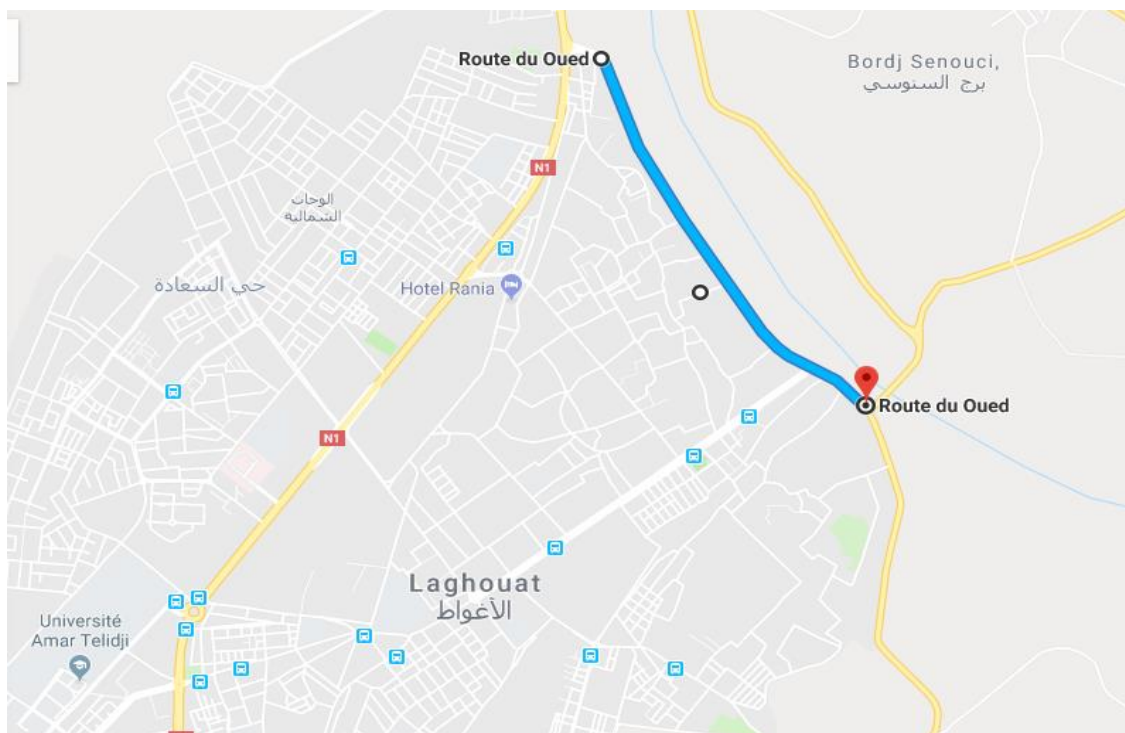 Route du Oued
Bordj Senouci,
برج السنوسي
N1
الوحات
الشمالية
حي السعادة
Hotel Rania
Route du Oued
N1
Laghouat
الأغواط
Université
Amar Telidji